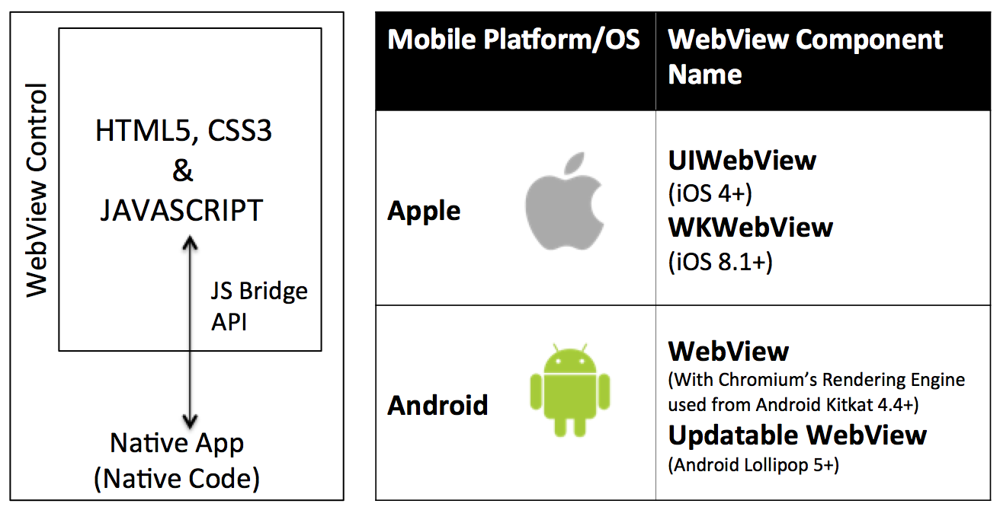 WebView Control
HTML5, CSS3
&
JAVASCRIPT
JS Bridge
API
Native App
(Native Code)
Mobile Platform/OS
WebView Component
Name
Apple
UIWebView
(iOS 4+)
WKWebView
(iOS 8.1+)
Android
WebView
(With Chromium’s Rendering Engine
used from Android Kitkat 4.4+)
Updatable WebView
(Android Lollipop 5+)